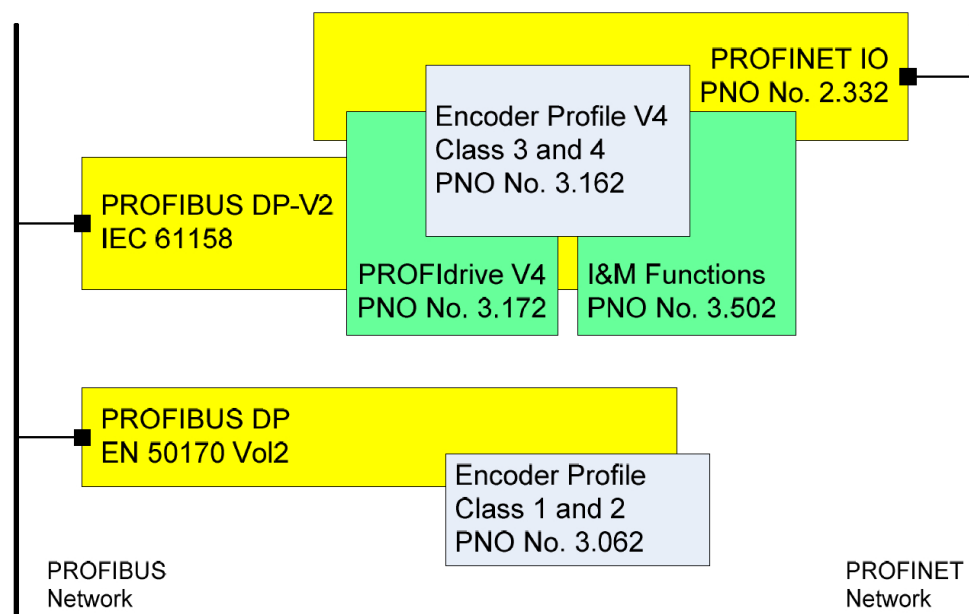 PROFINET IO
PNO No. 2.332
Encoder Profile V4
Class 3 and 4
PNO No. 3.162
PROFIBUS DP-V2
IEC 61158
PROFIdrive V4
PNO No. 3.172
I&M Functions
PNO No. 3.502
PROFIBUS DP
EN 50170 Vol2
Encoder Profile
Class 1 and 2
PNO No. 3.062
PROFIBUS
Network
PROFINET
Network